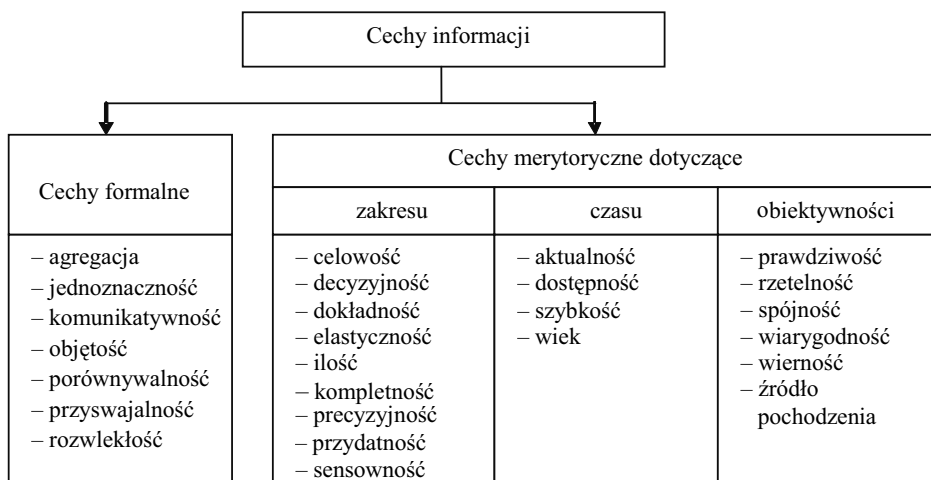 Cechy informacji
Cechy formalne
– agregacja
– jednoznaczność
– komunikatywność
– objętość
– porównywalność
– przyswajalność
– rozwlekłość
Cechy merytoryczne dotyczące
zakresu
– celowość
– decyzyjność
– dokładność
– elastyczność
– ilość
– kompletność
– precyzyjność
– przydatność
– sensowność
czasu
– aktualność
– dostępność
– szybkość
– wiek
obiektywności
– prawdziwość
– rzetelność
– spójność
– wiarygodność
– wierność
– źródło
pochodzenia